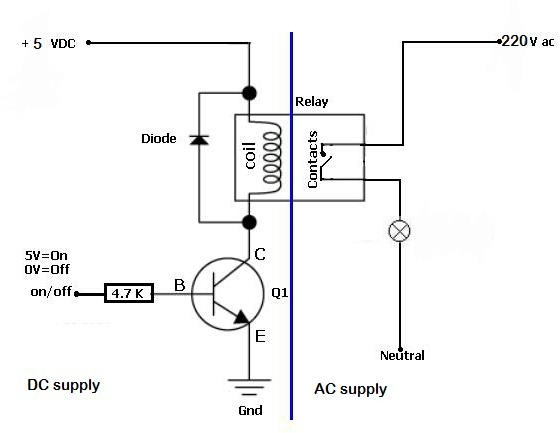 + 5 VDC
220V ac
Relay
Diode
coil
Contacts
C
5V=On
0V=Off
on/off
4.7 K
B
Q1
E
Neutral
DC supply
AC supply
Gnd